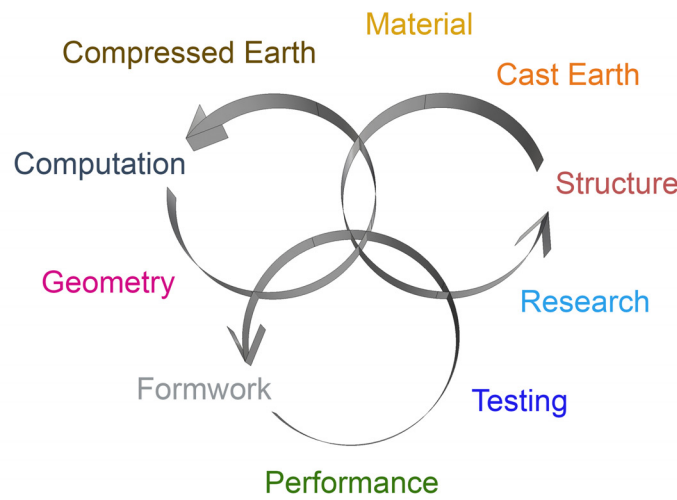 Material
Compressed Earth
Cast Earth
Computation
Structure
Geometry
Research
Formwork
Testing
Performance